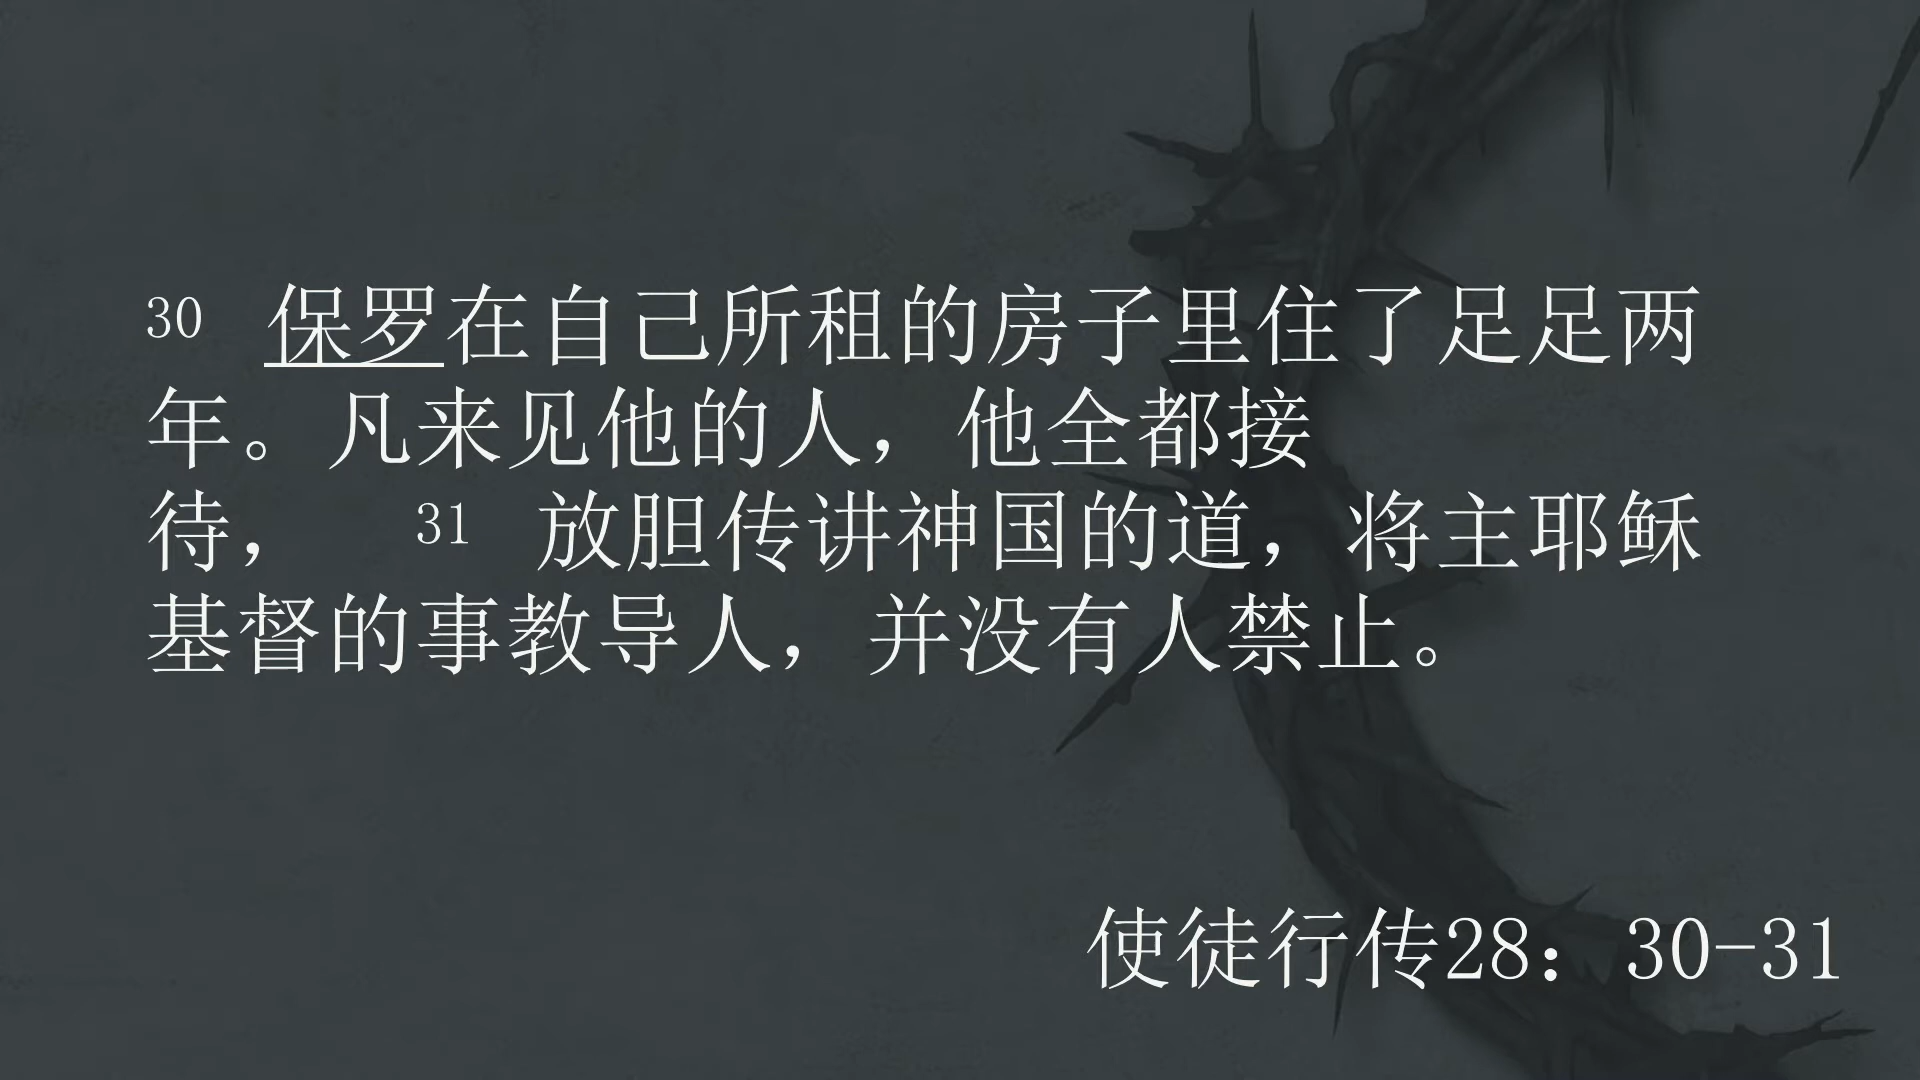 30 保罗在自己所租的房子里住了足足两
年。凡来见他的人，他全都接
待， 31 放胆传讲神国的道，将主耶稣
基督的事教导人，并没有人禁止。
使徒行传28：30-31